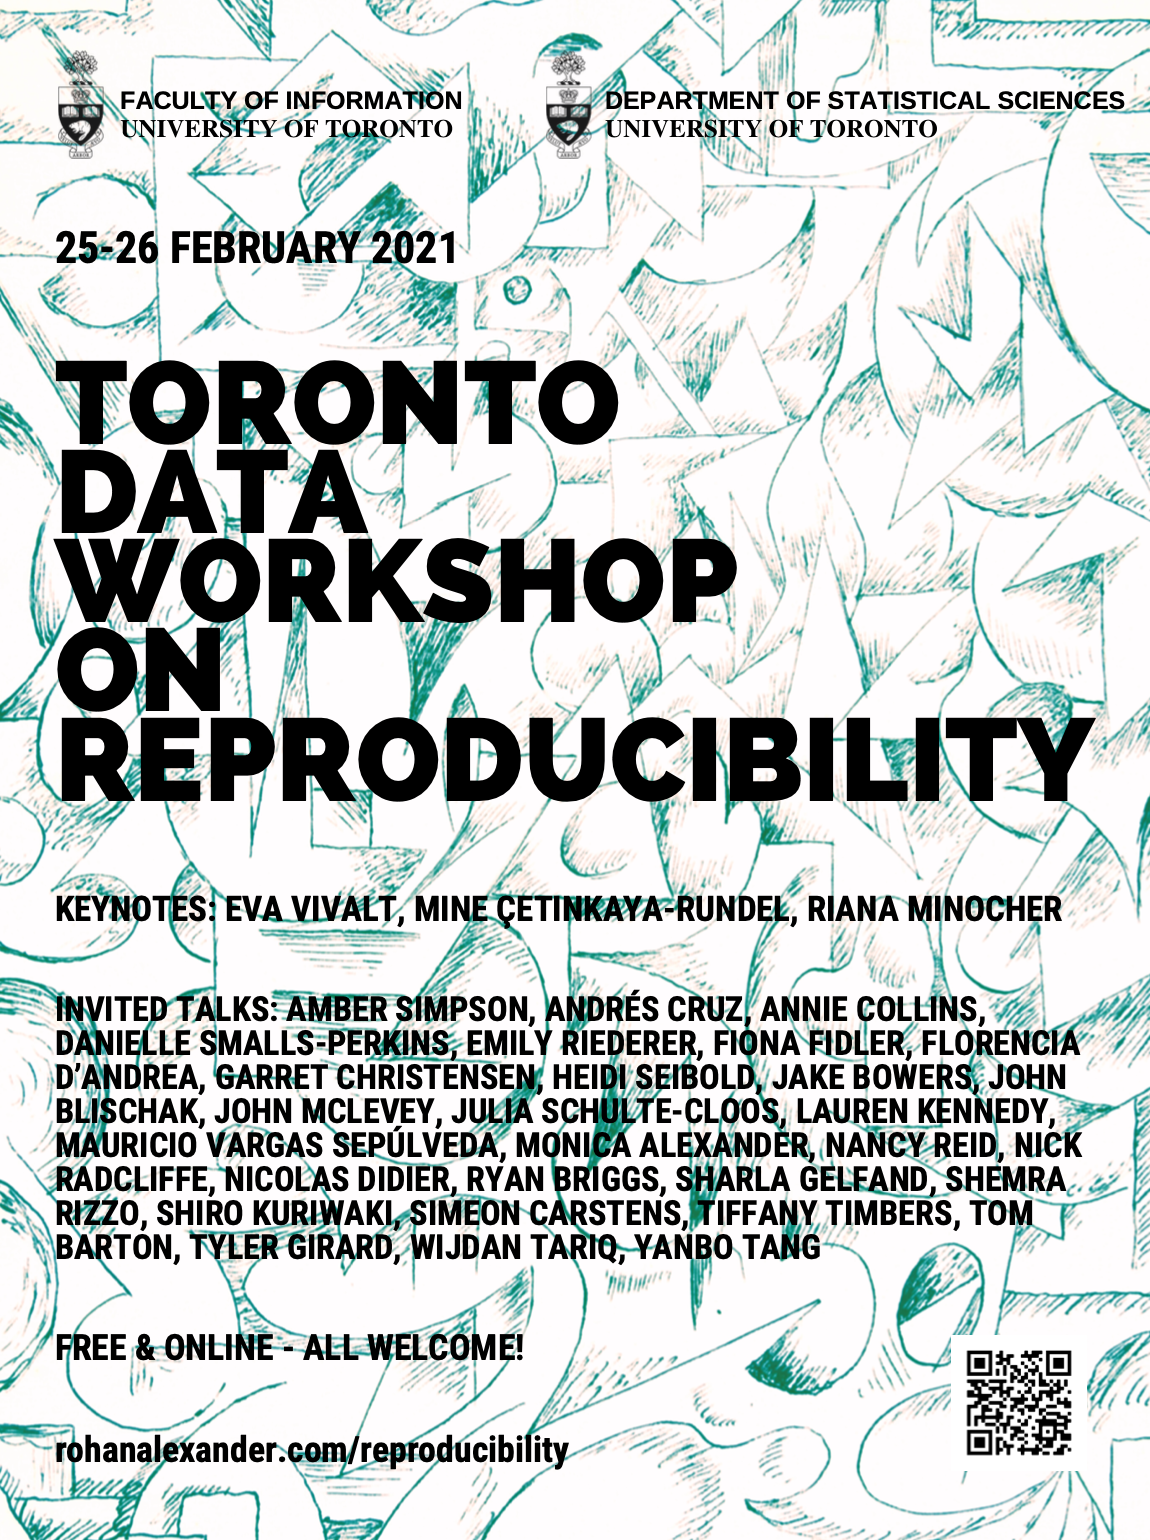 FACULTY OF INFORMATION
UNIVERSITY OF TORONTO
DEPARTMENT OF STATISTICAL SCIENCES
UNIVERSITY OF TORONTO
25-26 FEBRUARY 2021
TORONTO
DATA
WORKSHOP
ON
REPRODUCIBILITY
KEYNOTES: EVA VIVALT, MINE ÇETINKAYA-RUNDEL, RIANA MINOCHER
INVITED TALKS: AMBER SIMPSON, ANDRÉS CRUZ, ANNIE COLLINS,
DANIELLE SMALLS-PERKINS, EMILY RIEDERER, FIONA FIDLER, FLORENCIA
D’ANDREA, GARRET CHRISTENSEN, HEIDI SEIBOLD, JAKE BOWERS, JOHN
BLISCHAK, JOHN MCLEVEY, JULIA SCHULTE-CLOOS, LAUREN KENNEDY,
MAURICIO VARGAS SEPÚLVEDA, MONICA ALEXANDER, NANCY REID, NICK
RADCLIFFE, NICOLAS DIDIER, RYAN BRIGGS, SHARLA GELFAND, SHEMRA
RIZZO, SHIRO KURIWAKI, SIMEON CARSTENS, TIFFANY TIMBERS, TOM
BARTON, TYLER GIRARD, WIJDAN TARIQ, YANBO TANG
FREE & ONLINE - ALL WELCOME!
rohanalexander.com/reproducibility